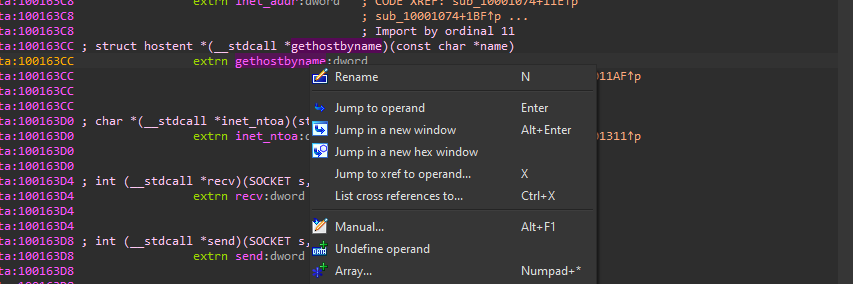 ta:100163C8 extrn inet_addr:dword ; CODE XREF: sub_10001074+11E↑p
ta:100163C8 ; sub_10001074+1BF↑p ...
ta:100163C8 ; Import by ordinal 11
ta:100163CC ; struct hostent *(__stdcall *gethostbyname)(const char *name)
ta:100163CC extrn gethostbyname:dword
ta:100163CC Rename N 011AF↑p
ta:100163CC
ta:100163CC Jump to operand Enter
ta:100163D0 ; char *(__stdcall *inet_ntoa)(st Jump in a new window Alt+Enter
ta:100163D0 extrn inet_ntoa: 01311↑p
ta:100163D0 Jump in a new hex window
ta:100163D0 Jump to xref to operand... X
ta:100163D4 ; int (__stdcall *recv)(SOCKET s,
ta:100163D4 extrn recv:dword List cross references to... Ctrl+X
ta:100163D4
ta:100163D4 Manual... Alt+F1
ta:100163D8 ; int (__stdcall *send)(SOCKET s,
ta:100163D8 extrn send:dword Undefine operand
ta:100163D8 Array... Numpad+*